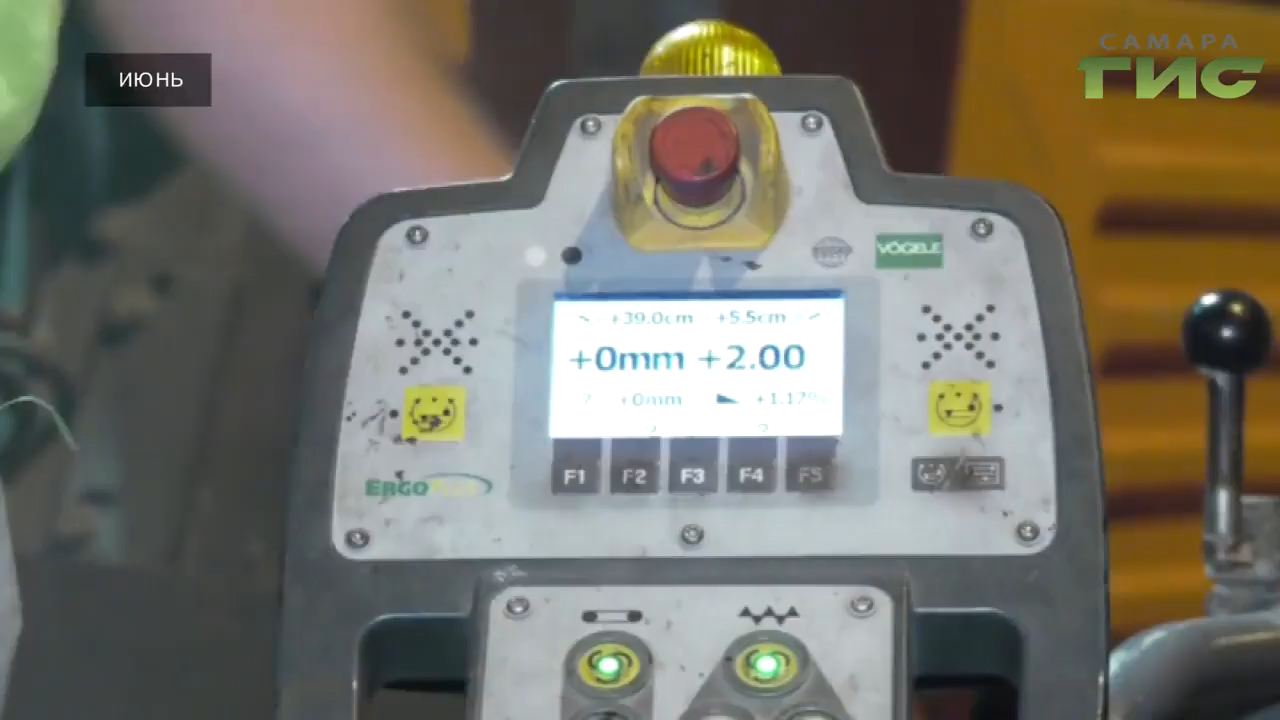 ИЮНЬ
САМАРА
ГИС
VÖGELE
+39.0cm +5.5cm
+0mm +2.00
+0mm +1.17%
F1 F2 F3 F4 F5
ERGO